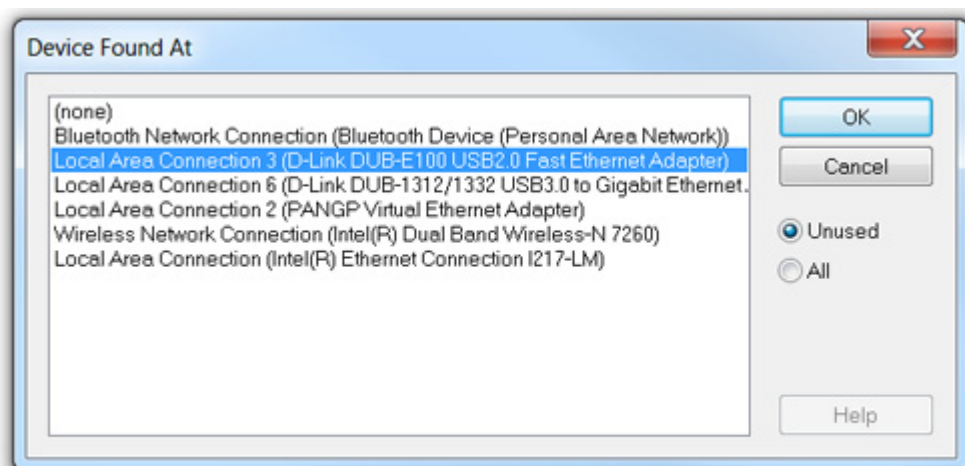 Device Found At
(none)
Bluetooth Network Connection (Bluetooth Device (Personal Area Network))
Local Area Connection 3 (D-Link DUB-E100 USB2.0 Fast Ethernet Adapter)
Local Area Connection 6 (D-Link DUB-1312/1332 USB3.0 to Gigabit Ethernet.
Local Area Connection 2 (PANGP Virtual Ethernet Adapter)
Wireless Network Connection (Intel(R) Dual Band Wireless-N 7260)
Local Area Connection (Intel(R) Ethernet Connection I217-LM)
OK
Cancel
Unused
All
Help